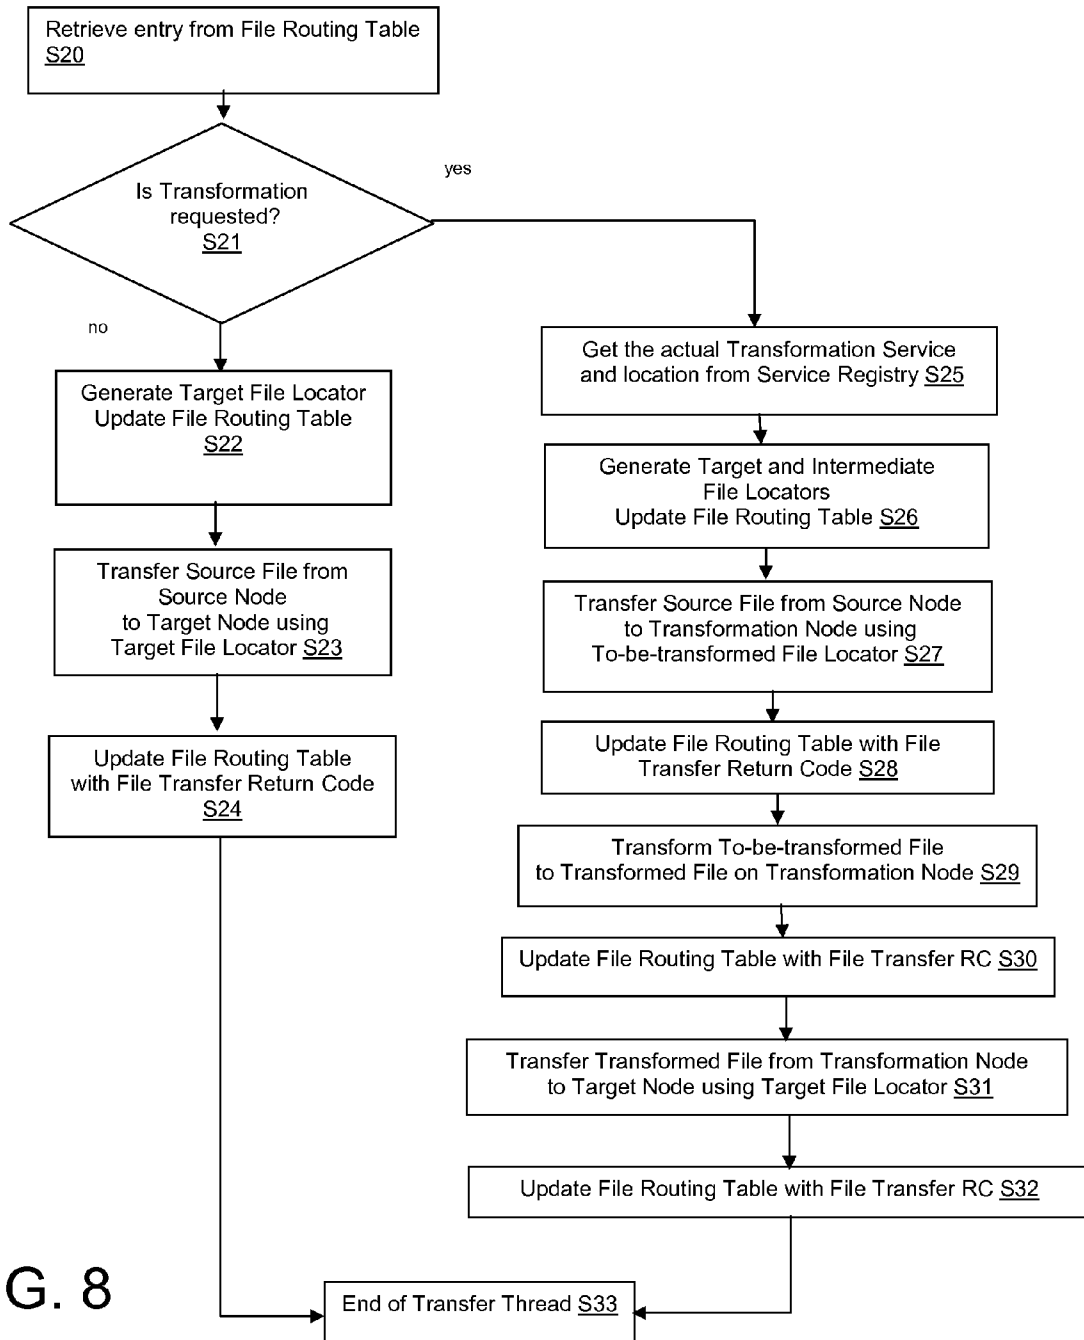 Retrieve entry from File Routing Table
S20
Is Transformation
requested?
S21
yes
no
Generate Target File Locator
Update File Routing Table
S22
Transfer Source File from
Source Node
to Target Node using
Target File Locator S23
Update File Routing Table
with File Transfer Return Code
S24
Get the actual Transformation Service
and location from Service Registry S25
Generate Target and Intermediate
File Locators
Update File Routing Table S26
Transfer Source File from Source Node
to Transformation Node using
To-be-transformed File Locator S27
Update File Routing Table with File
Transfer Return Code S28
Transform To-be-transformed File
to Transformed File on Transformation Node S29
Update File Routing Table with File Transfer RC S30
Transfer Transformed File from Transformation Node
to Target Node using Target File Locator S31
Update File Routing Table with File Transfer RC S32
End of Transfer Thread S33
G. 8